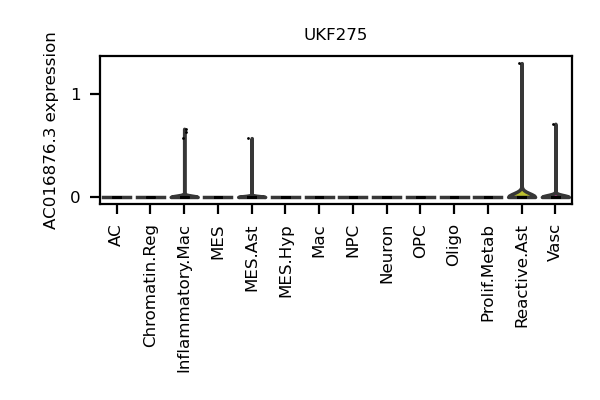 UKF275
AC016876.3 expression
1
0
AC
Chromatin.Reg
Inflammatory.Mac
MES
MES.Ast
MES.Hyp
Mac
NPC
Neuron
OPC
Oligo
Prolif.Metab
Reactive.Ast
Vasc